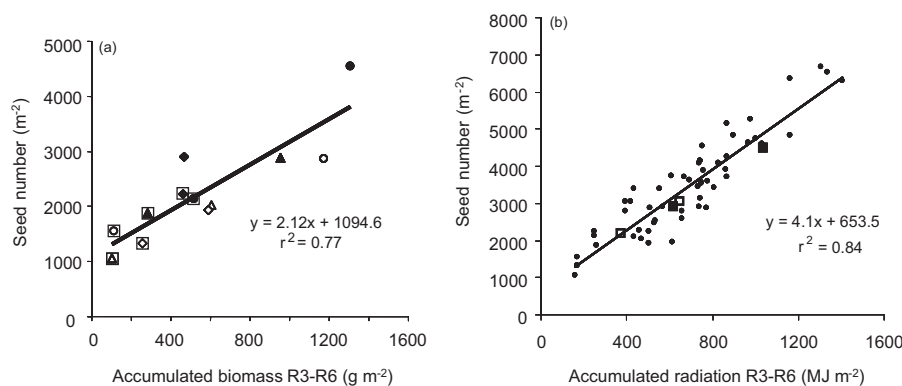 (a)
5000
4000
3000
2000
1000
0
Seed number (m-2)
y = 2.12x + 1094.6
r2 = 0.77
0 400 800 1200 1600
Accumulated biomass R3-R6 (g m-2)
(b)
8000
7000
6000
5000
4000
3000
2000
1000
0
Seed number (m-2)
y = 4.1x + 653.5
r2 = 0.84
0 400 800 1200 1600
Accumulated radiation R3-R6 (MJ m-2)